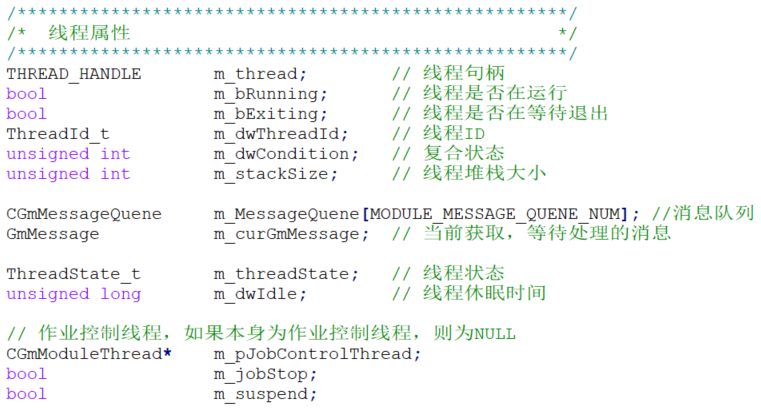 /***************************************************/
/*  线程属性                                        */
/***************************************************/
THREAD_HANDLE      m_thread;        // 线程句柄
bool               m_bRunning;      // 线程是否在运行
bool               m_bExiting;      // 线程是否在等待退出
ThreadId_t         m_dwThreadId;    // 线程ID
unsigned int       m_dwCondition;   // 复合状态
unsigned int       m_stackSize;     // 线程堆栈大小
CGmMessageQuene    m_MessageQuene[MODULE_MESSAGE_QUENE_NUM]; //消息队列
GmMessage          m_curGmMessage;  // 当前获取，等待处理的消息
ThreadState_t      m_threadState;   // 线程状态
unsigned long      m_dwIdle;        // 线程休眠时间
// 作业控制线程，如果本身为作业控制线程，则为NULL
CGmModuleThread*   m_pJobControlThread;
bool               m_jobStop;
bool               m_suspend;